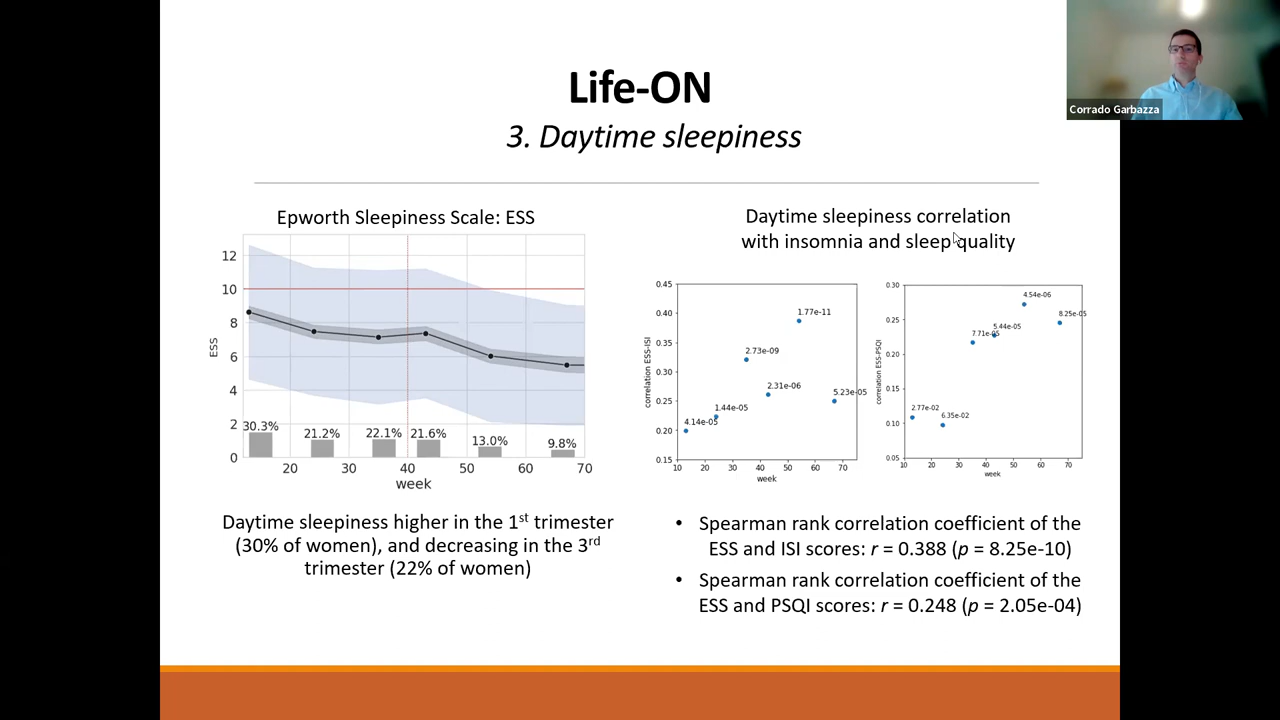 Life-ON
3. Daytime sleepiness
Corrado Garbazza
Epworth Sleepiness Scale: ESS
12
10
8
6
4
2
0
ESS
30.3%
21.2%
22.1%
21.6%
13.0%
9.8%
20 30 40 50 60 70
week
Daytime sleepiness higher in the 1st trimester
(30% of women), and decreasing in the 3rd
trimester (22% of women)
Daytime sleepiness correlation
with insomnia and sleep quality
0.45
0.40
0.35
0.30
0.25
0.20
0.15
correlation ESS-ISI
4.14e-05
1.44e-05
2.73e-09
2.31e-06
1.77e-11
5.23e-05
10 20 30 40 50 60 70
week
0.30
0.25
0.20
0.15
0.10
0.05
correlation ESS-PSQI
2.77e-02
6.35e-02
7.71e-05
5.44e-05
4.54e-06
8.25e-05
10 20 30 40 50 60 70
week
• Spearman rank correlation coefficient of the
ESS and ISI scores: r = 0.388 (p = 8.25e-10)
• Spearman rank correlation coefficient of the
ESS and PSQI scores: r = 0.248 (p = 2.05e-04)